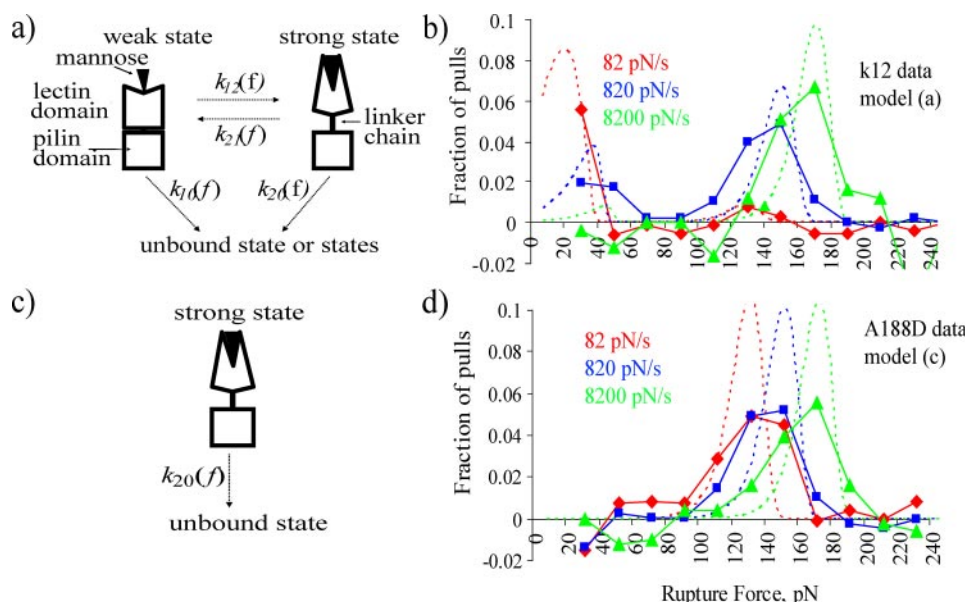 a)
weak state
strong state
mannose
lectin
domain
pilin
domain
k12(f)
k21(f)
linker
chain
k10(f)
k20(f)
unbound state or states
b)
Fraction of pulls
0.1
0.08
0.06
0.04
0.02
0
-0.02
82 pN/s
820 pN/s
8200 pN/s
k12 data
model (a)
0 20 40 60 80 100 120 140 160 180 200 220 240
c)
strong state
k20(f)
unbound state
d)
Fraction of pulls
0.1
0.08
0.06
0.04
0.02
0
-0.02
82 pN/s
820 pN/s
8200 pN/s
A188D data
model (c)
0 20 40 60 80 100 120 140 160 180 200 220 240
Rupture Force, pN